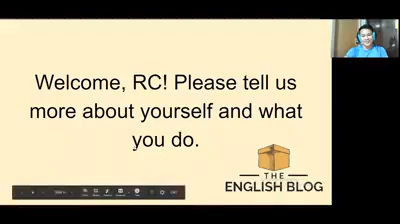 Welcome, RC! Please tell us
more about yourself and what
you do.
THE
ENGLISH BLOG